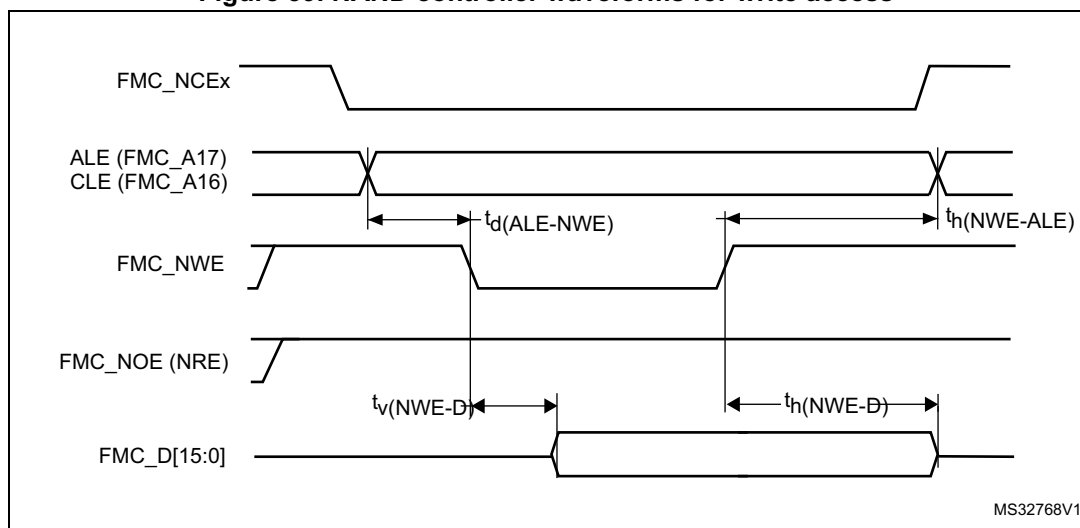 Figure 60. NAND controller waveforms for write access
FMC_NCEx
ALE (FMC_A17)
CLE (FMC_A16)
td(ALE-NWE)
th(NWE-ALE)
FMC_NWE
FMC_NOE (NRE)
tv(NWE-D)
th(NWE-D)
FMC_D[15:0]
MS32768V1